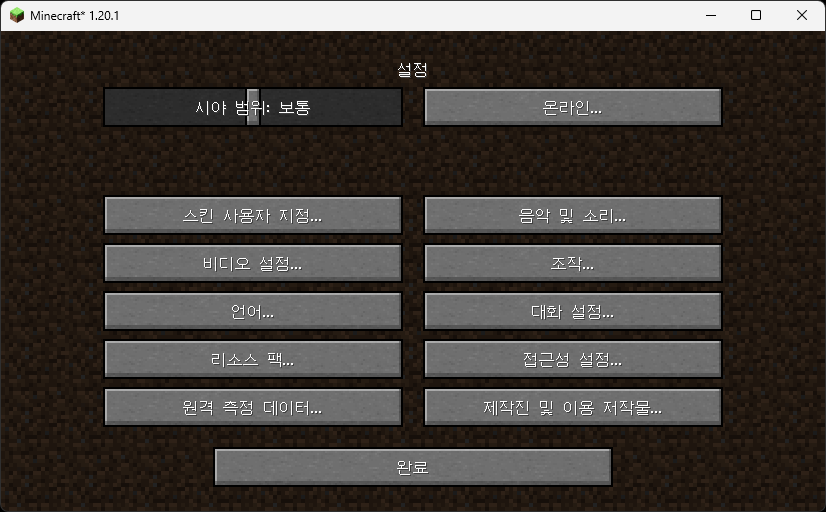 Minecraft* 1.20.1
설정
시야 범위: 보통
온라인...
스킨 사용자 지정...
음악 및 소리...
비디오 설정...
조작...
언어...
대화 설정...
리소스 팩...
접근성 설정...
원격 측정 데이터...
제작진 및 이용 저작물...
완료